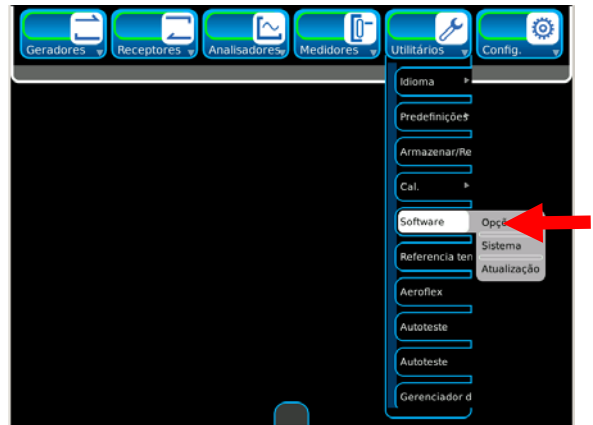 Geradores
Receptores
Analisadores
Medidores
Utilitários
Config.
Idioma
Predefinições
Armazenar/Re
Cal.
Software
Opçõ
Sistema
Atualização
Referencia ten
Aeroflex
Autoteste
Autoteste
Gerenciador d